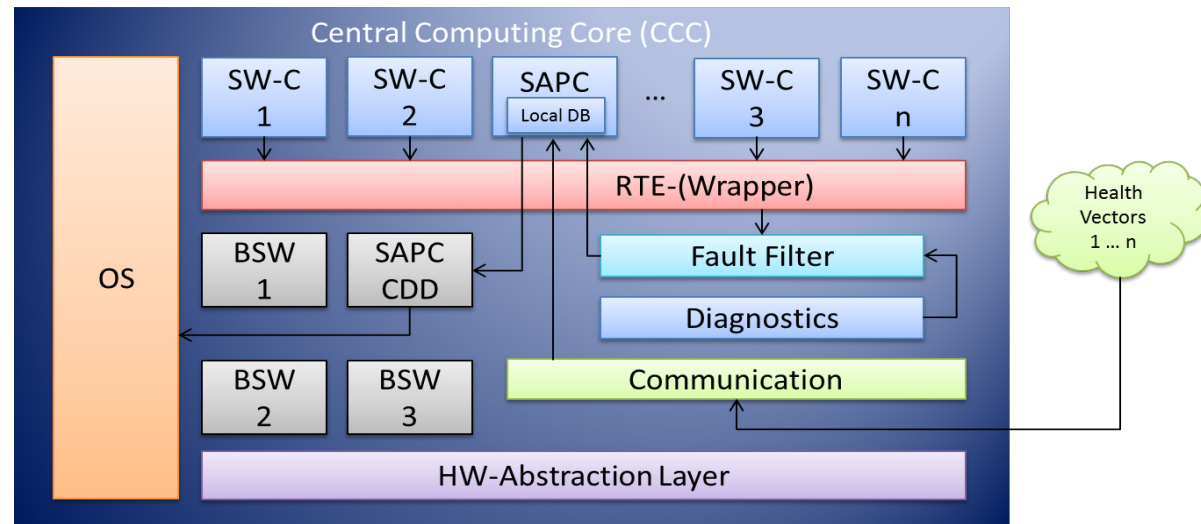 Central Computing Core (CCC)
SW-C
1
SW-C
2
SAPC
Local DB
...
SW-C
3
SW-C
n
RTE-(Wrapper)
OS
BSW
1
SAPC
CDD
Fault Filter
Diagnostics
BSW
2
BSW
3
Communication
HW-Abstraction Layer
Health
Vectors
1 ... n